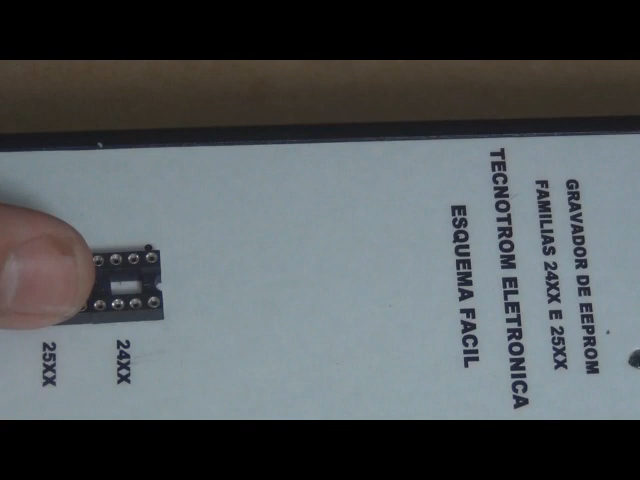 GRAVADOR DE EEPROM
FAMILIAS 24XX E 25XX
TECNOTROM ELETRONICA
ESQUEMA FACIL
24XX
25XX